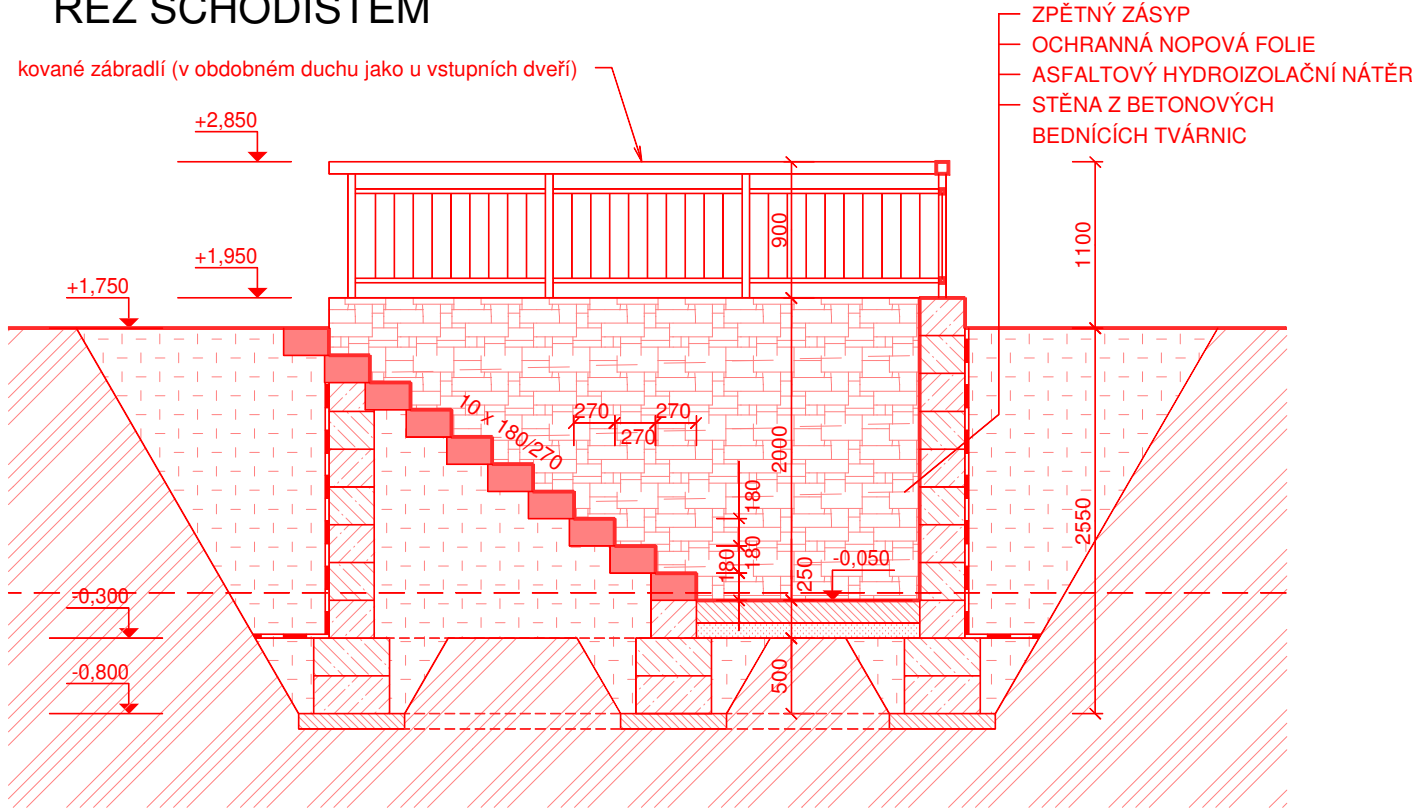 ŘEZ SCHODIŠTĚM
kované zábradlí (v obdobném duchu jako u vstupních dveří)
ZPĚTNÝ ZÁSYP
OCHRANNÁ NOPOVÁ FOLIE
ASFALTOVÝ HYDROIZOLAČNÍ NÁTĚR
STĚNA Z BETONOVÝCH
BEDNÍCÍCH TVÁRNIC
+2,850
+1,950
+1,750
900
1100
10 x 180/270
270
270
270
2000
180
180
180
250
-0,050
2550
-0,300
-0,800
500